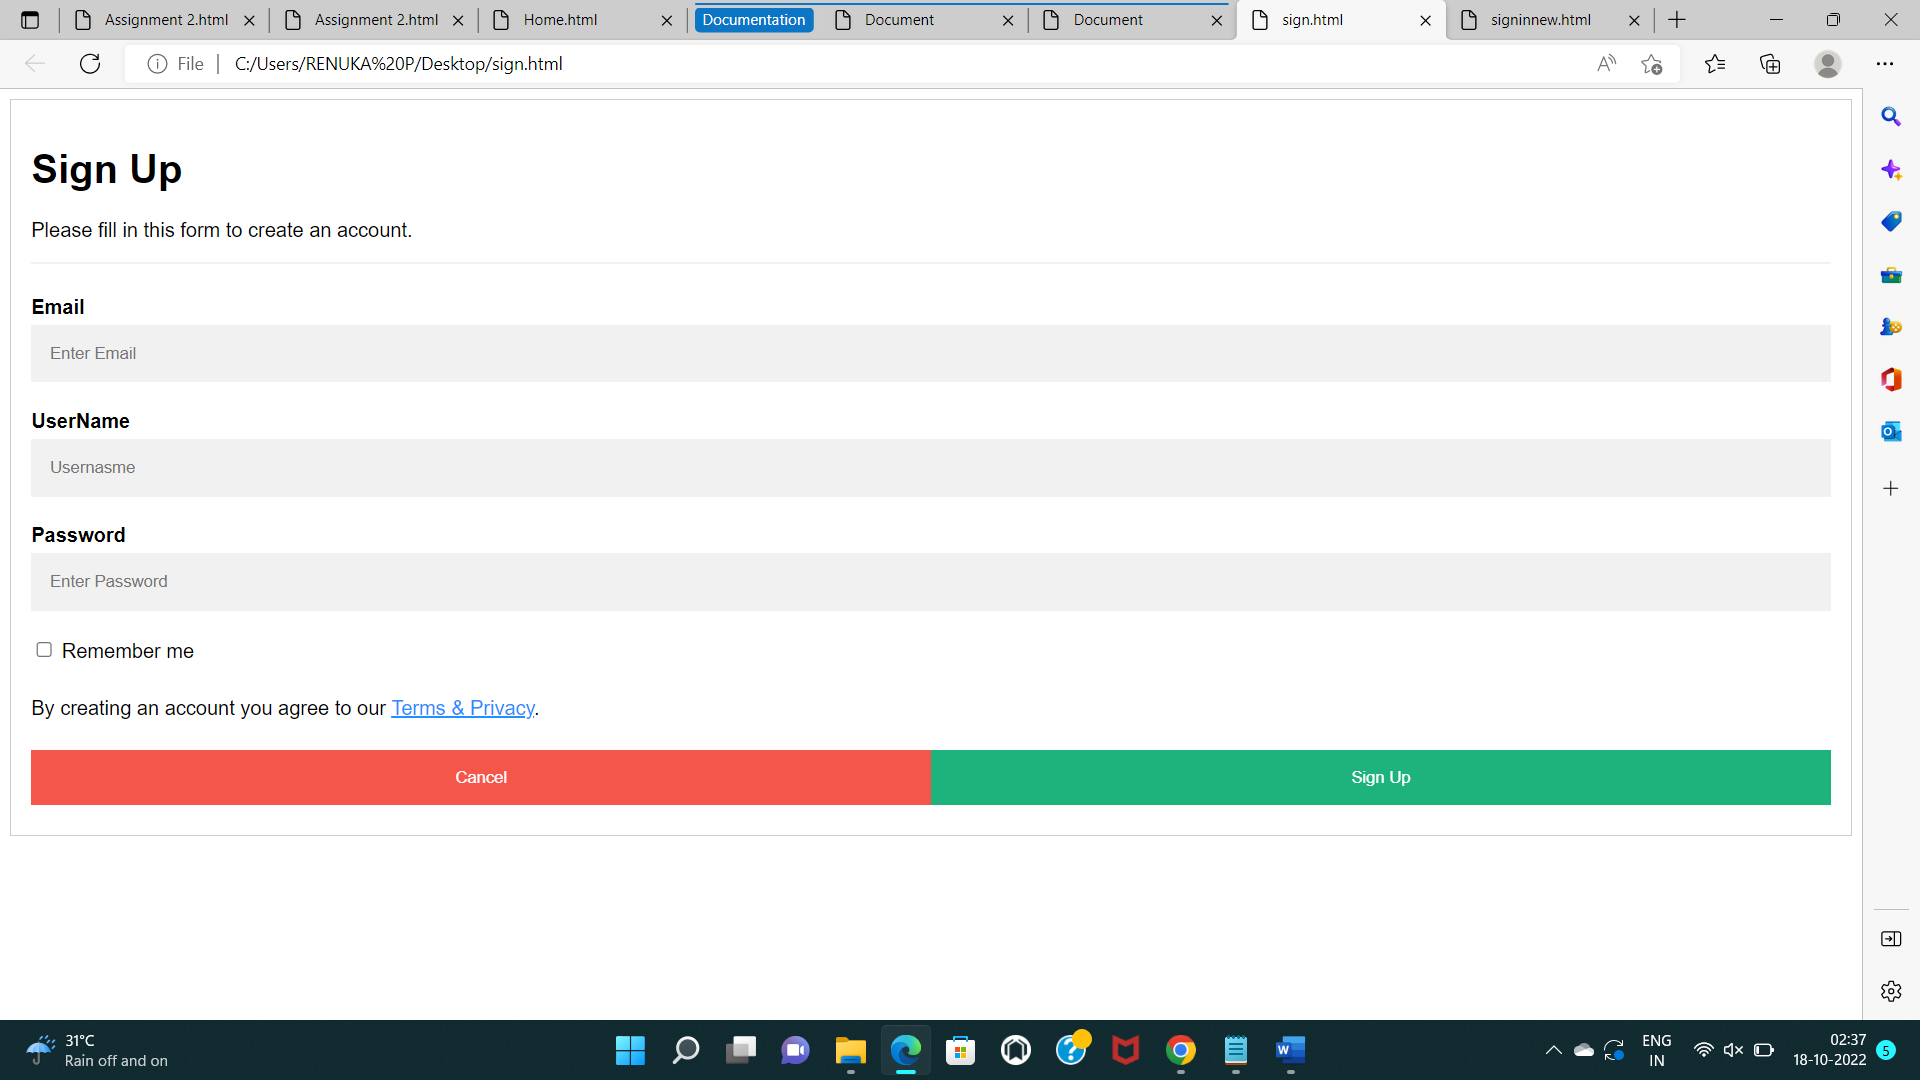 Assignment 2.html
Assignment 2.html
Home.html
Documentation
Document
Document
sign.html
signinnew.html
File
C:/Users/RENUKA%20P/Desktop/sign.html
Sign Up
Please fill in this form to create an account.
Email
Enter Email
UserName
Usernasme
Password
Enter Password
Remember me
By creating an account you agree to our Terms & Privacy.
Cancel
Sign Up
31°C
Rain off and on
ENG
IN
02:37
18-10-2022
5